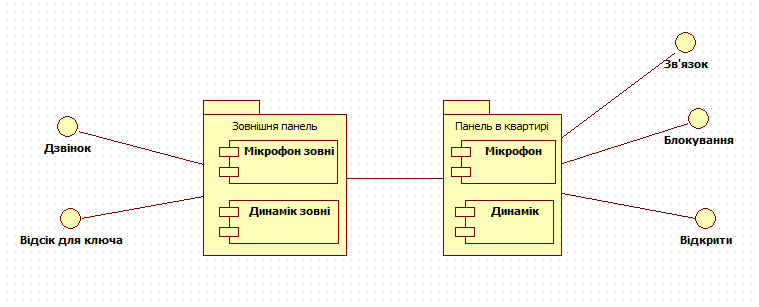 Зв'язок
Зовнішня панель
Панель в квартирі
Блокування
Дзвінок
Мікрофон зовні
Мікрофон
Динамік зовні
Динамік
Відсік для ключа
Відкрити